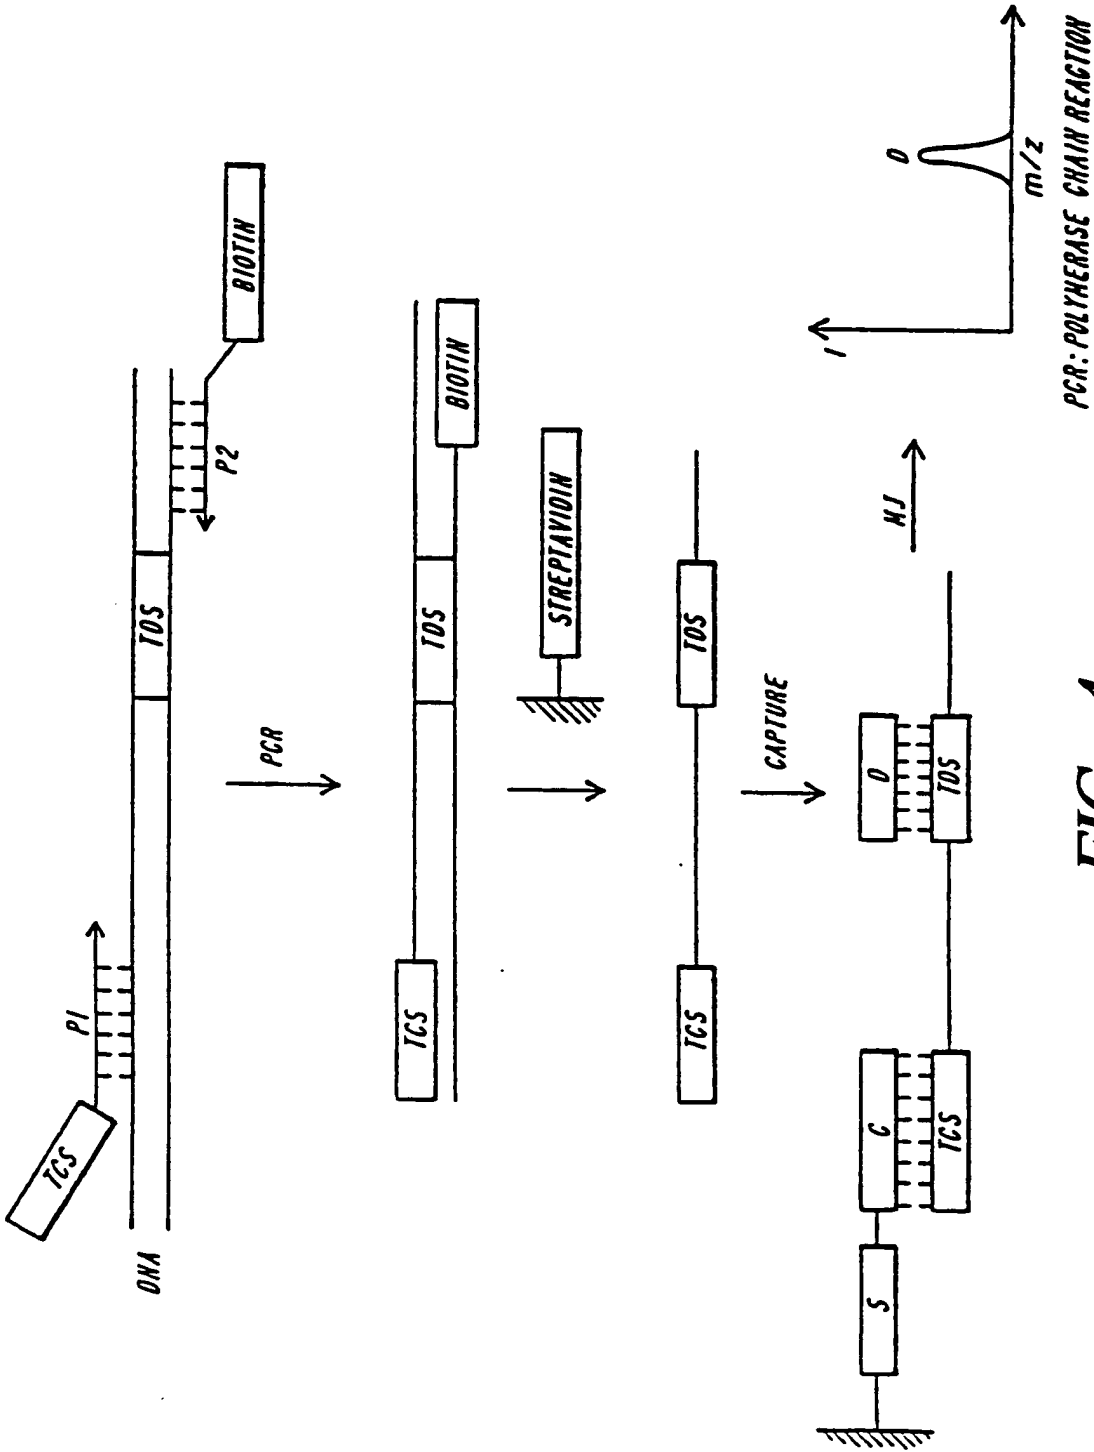 TCS
P1
DNA
TDS
P2
BIOTIN
PCR
TCS
TDS
BIOTIN
STREPTAVIDIN
TCS
TDS
CAPTURE
S
C
TCS
D
TDS
MS
I
D
m/z
PCR: POLYMERASE CHAIN REACTION
FIG. 4